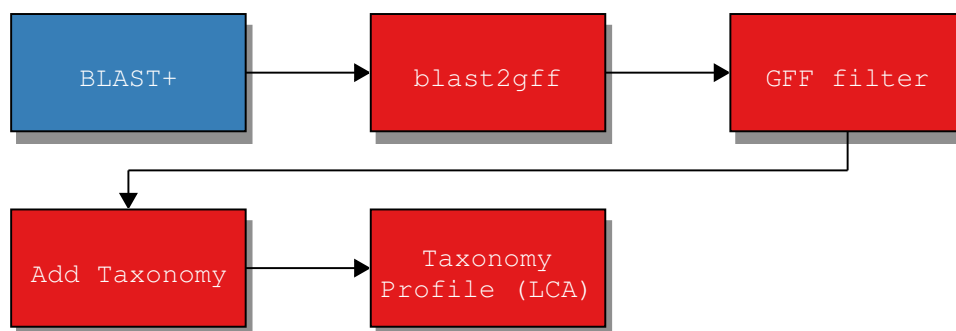 BLAST+
blast2gff
GFF filter
Add Taxonomy
Taxonomy
Profile (LCA)